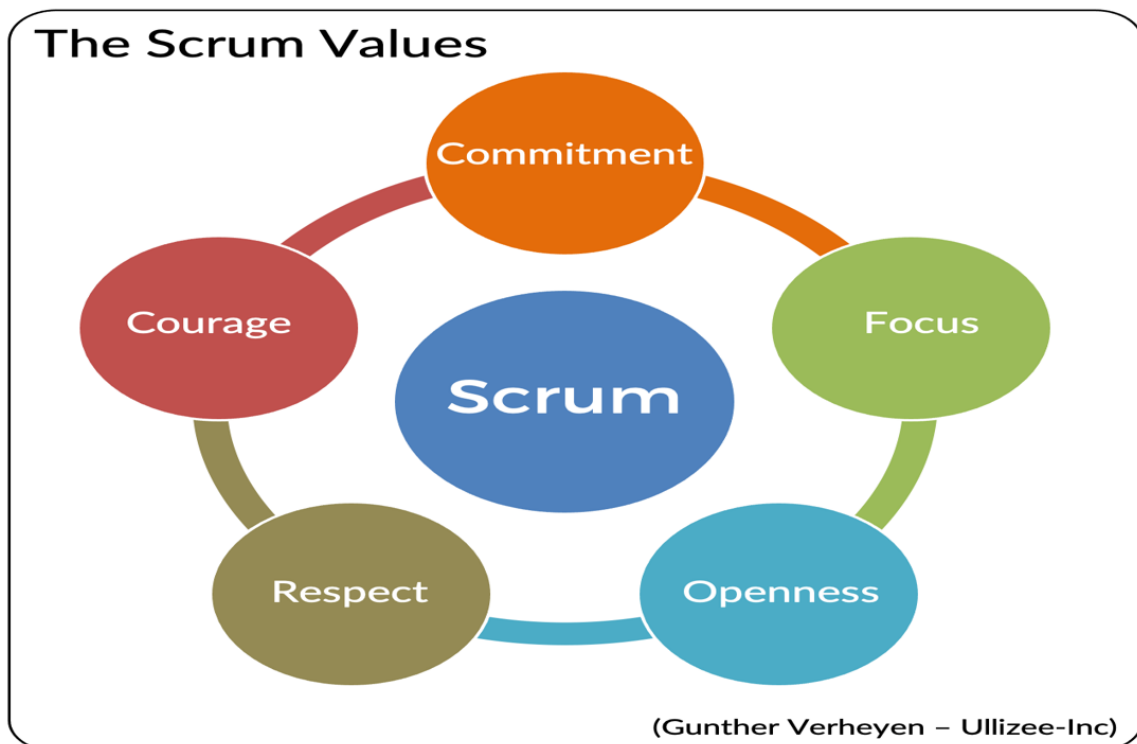 The Scrum Values
Commitment
Courage
Focus
Scrum
Respect
Openness
(Gunther Verheyen – Ullizee-Inc)